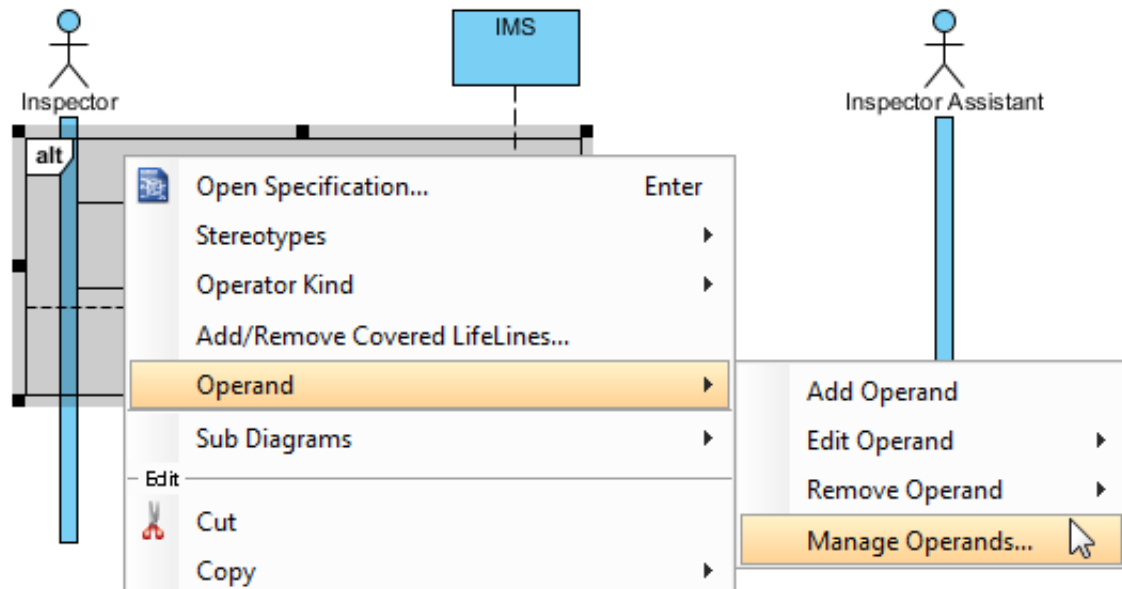 IMS
Inspector
Inspector Assistant
alt
Open Specification... Enter
Stereotypes
Operator Kind
Add/Remove Covered LifeLines...
Operand
Sub Diagrams
Edit
Cut
Copy
Add Operand
Edit Operand
Remove Operand
Manage Operands...